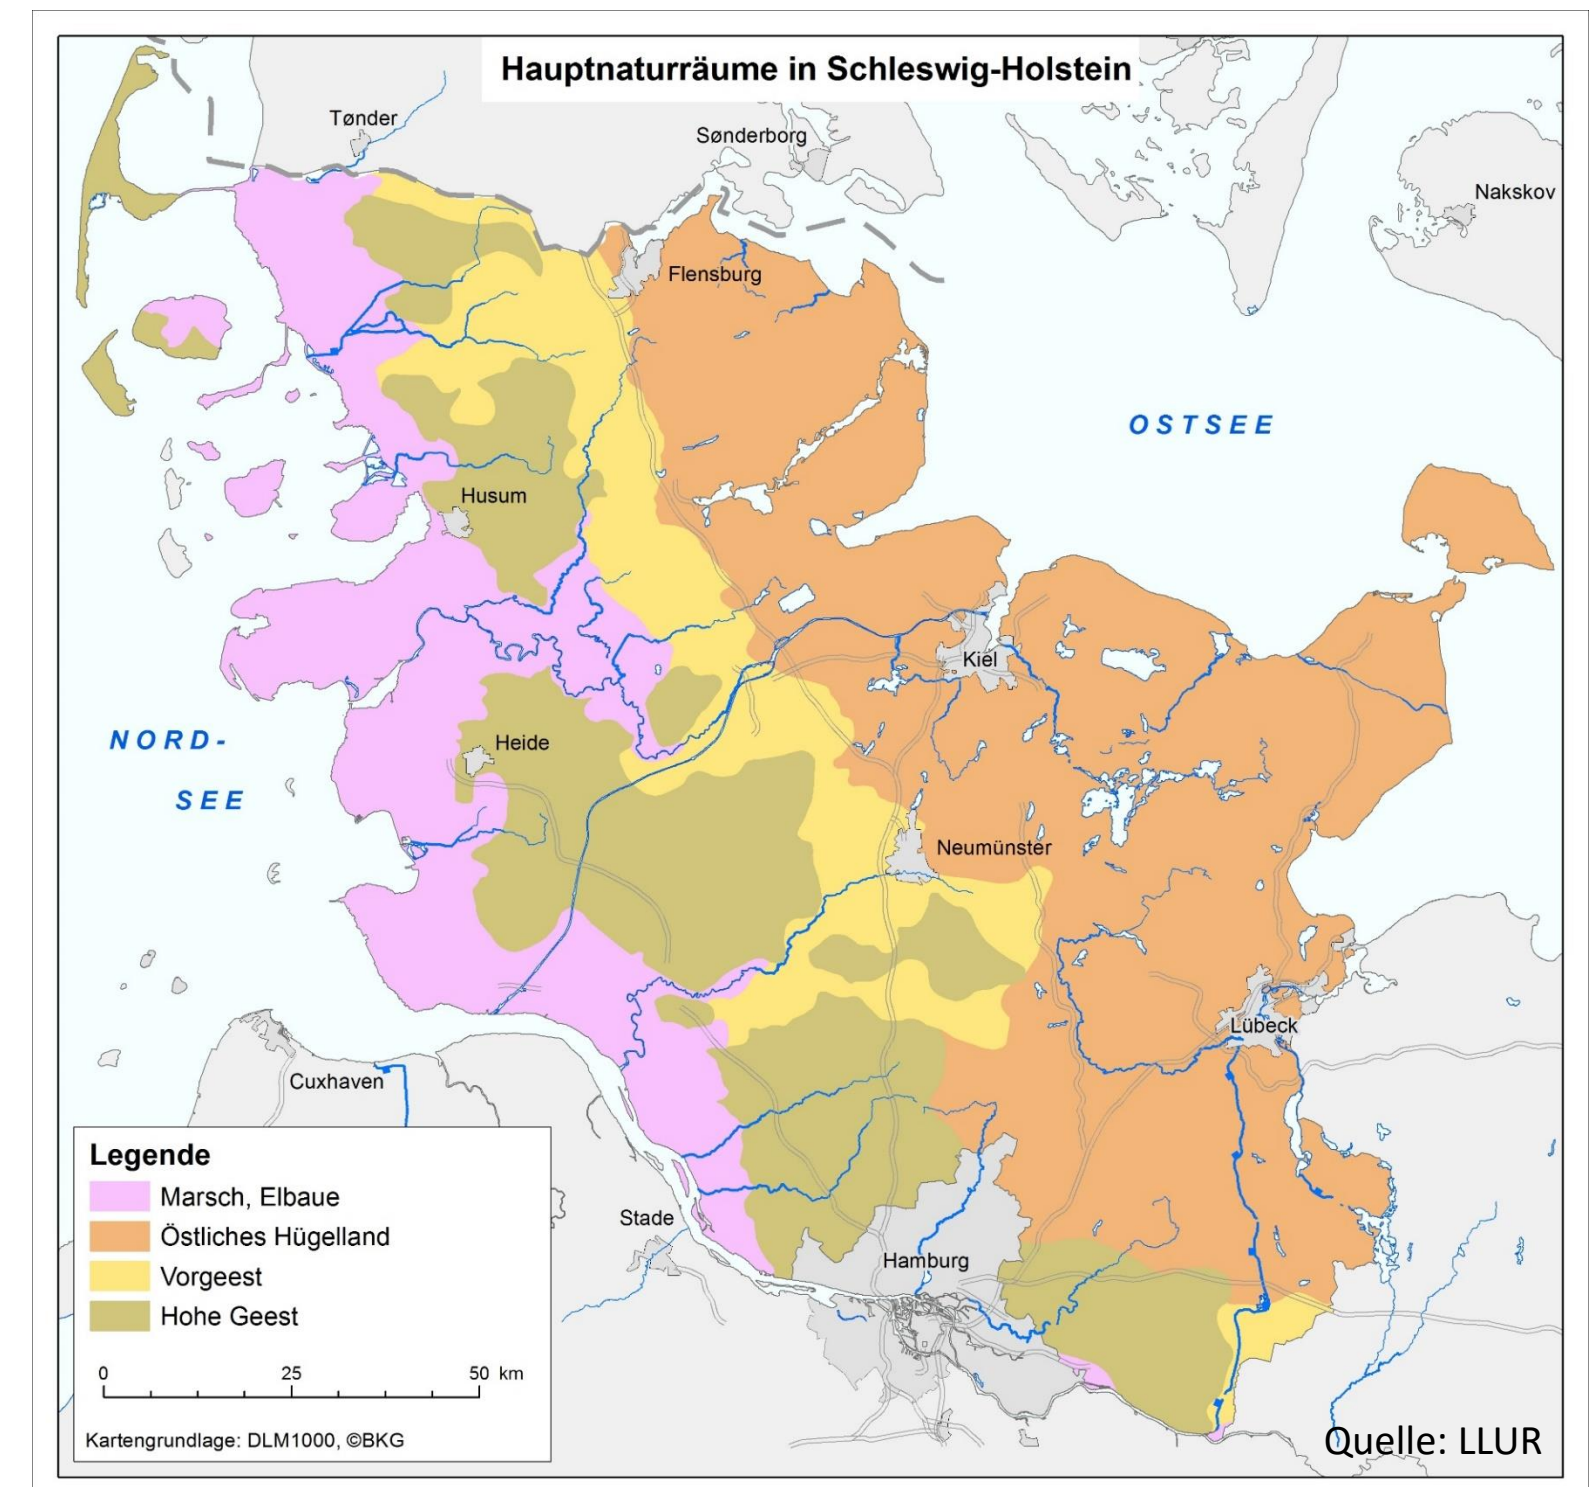 Hauptnaturräume in Schleswig-Holstein
Tønder
Sønderborg
Nakskov
Flensburg
OSTSEE
Husum
Kiel
NORD-
SEE
Heide
Neumünster
Lübeck
Cuxhaven
Stade
Hamburg
Legende
Marsch, Elbaue
Östliches Hügelland
Vorgeest
Hohe Geest
0 25 50 km
Kartengrundlage: DLM1000, ©BKG
Quelle: LLUR